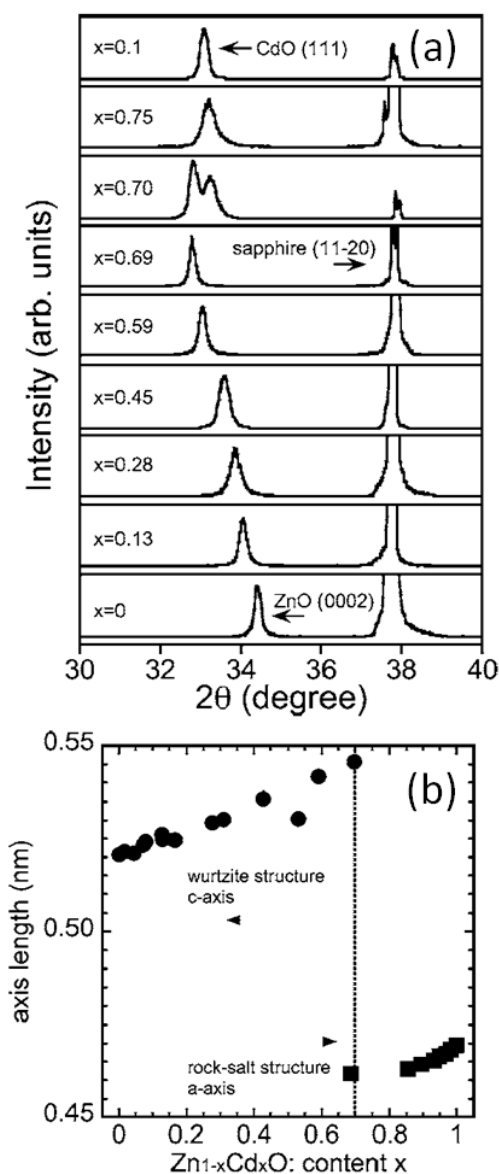 (a)
x=0.1
CdO (111)
x=0.75
x=0.70
x=0.69
sapphire (11-20)
x=0.59
x=0.45
x=0.28
x=0.13
x=0
ZnO (0002)
Intensity (arb. units)
30 32 34 36 38 40
2θ (degree)
(b)
0.55
0.50
0.45
axis length (nm)
wurtzite structure
c-axis
rock-salt structure
a-axis
0 0.2 0.4 0.6 0.8 1
Zn1-xCdxO: content x